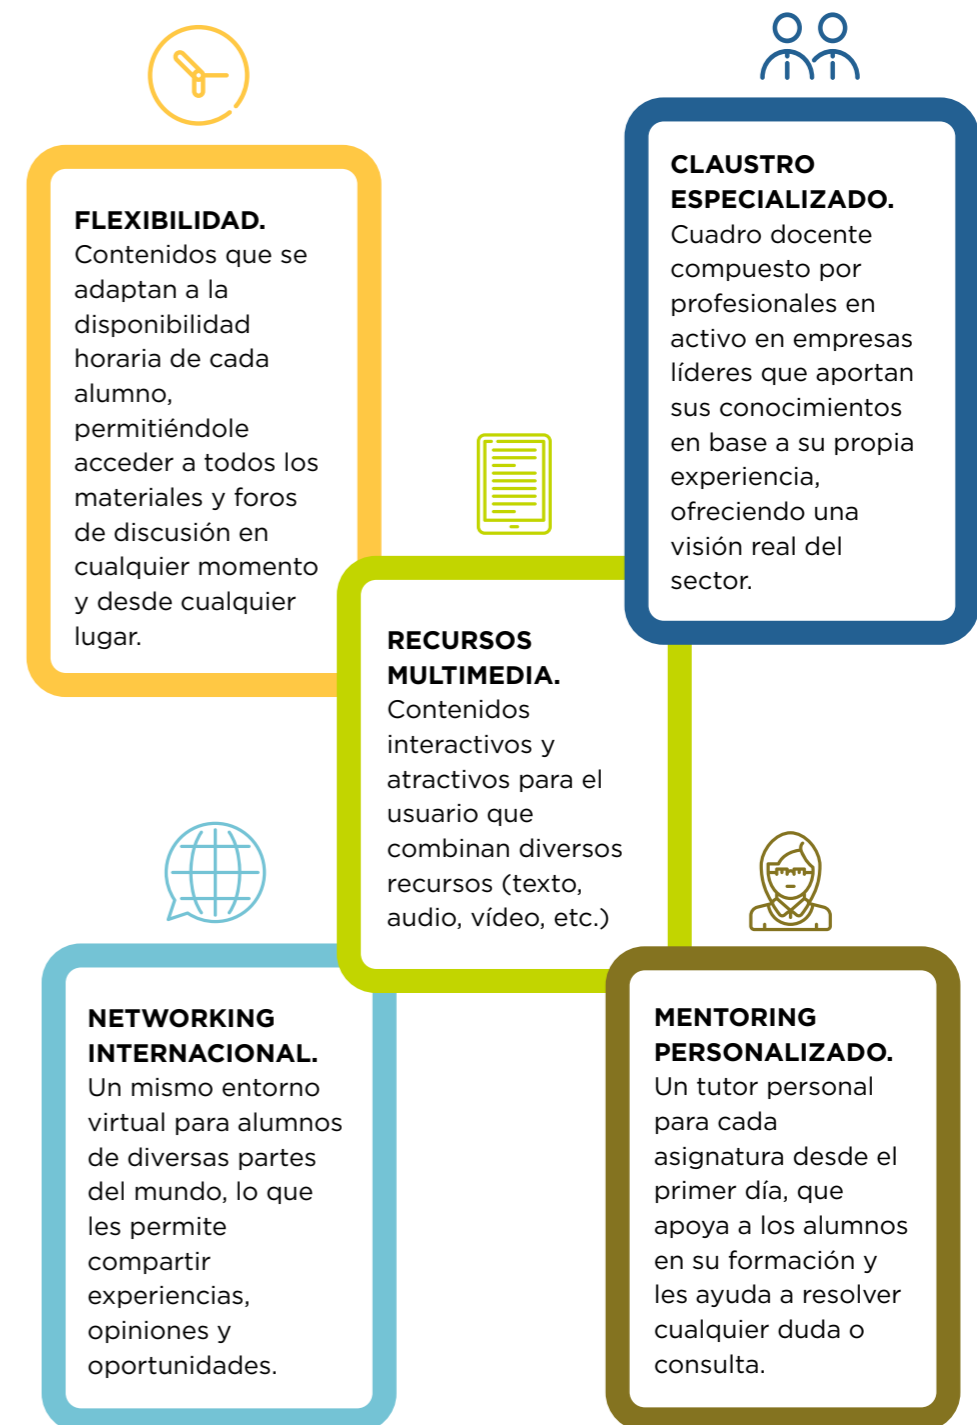 FLEXIBILIDAD.
Contenidos que se
adaptan a la
disponibilidad
horaria de cada
alumno,
permitiéndole
acceder a todos los
materiales y foros
de discusión en
cualquier momento
y desde cualquier
lugar.
CLAUSTRO
ESPECIALIZADO.
Cuadro docente
compuesto por
profesionales en
activo en empresas
líderes que aportan
sus conocimientos
en base a su propia
experiencia,
ofreciendo una
visión real del
sector.
RECURSOS
MULTIMEDIA.
Contenidos
interactivos y
atractivos para el
usuario que
combinan diversos
recursos (texto,
audio, vídeo, etc.)
NETWORKING
INTERNACIONAL.
Un mismo entorno
virtual para alumnos
de diversas partes
del mundo, lo que
les permite
compartir
experiencias,
opiniones y
oportunidades.
MENTORING
PERSONALIZADO.
Un tutor personal
para cada
asignatura desde el
primer día, que
apoya a los alumnos
en su formación y
les ayuda a resolver
cualquier duda o
consulta.